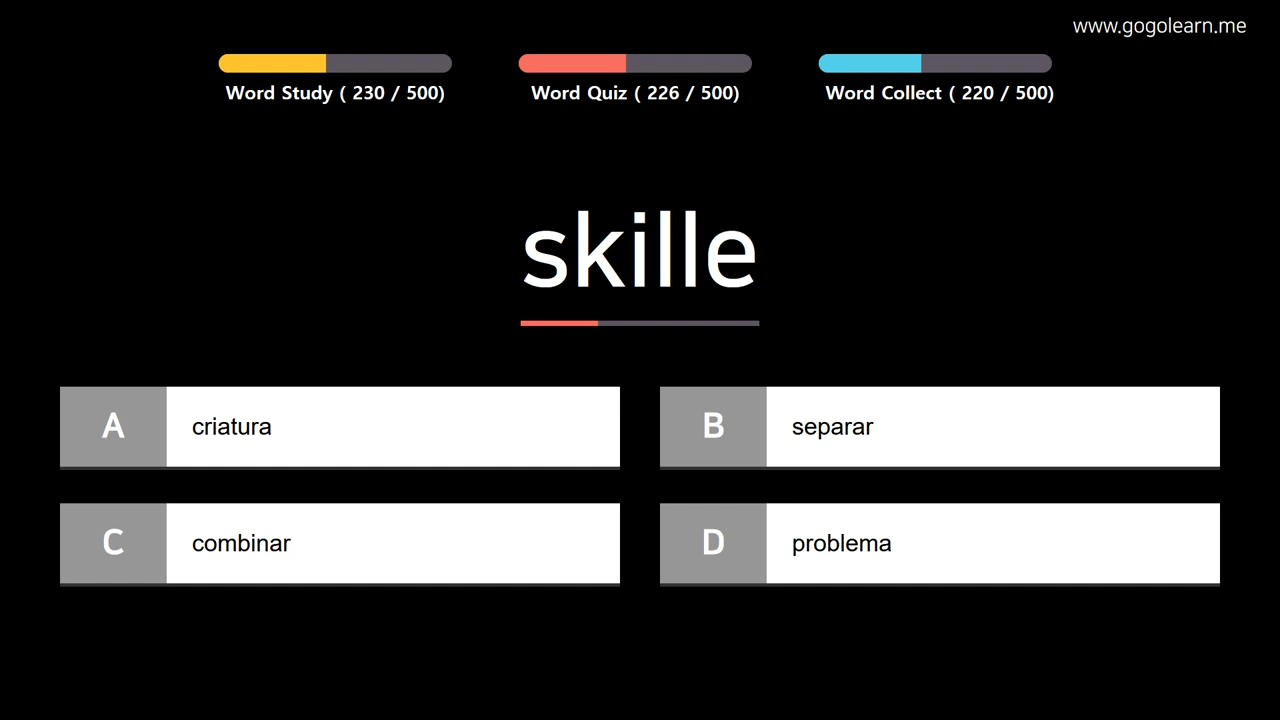 www.gogolearn.me
Word Study ( 230 / 500)
Word Quiz ( 226 / 500)
Word Collect ( 220 / 500)
skille
A criatura
B separar
C combinar
D problema